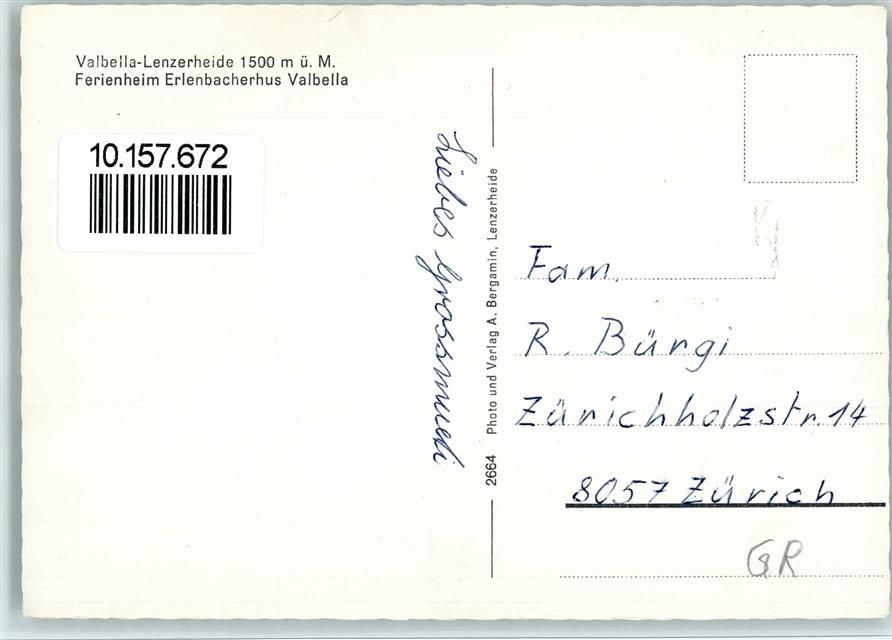 Valbella-Lenzerheide 1500 m ü. M.
Ferienheim Erlenbacherhus Valbella
10.157.672
Liebes Grossmuedi
2664 Photo und Verlag A. Bergamin, Lenzerheide
Fam.
R. Bürgi
Zürichholzstr. 14
8057 Zürich
GR